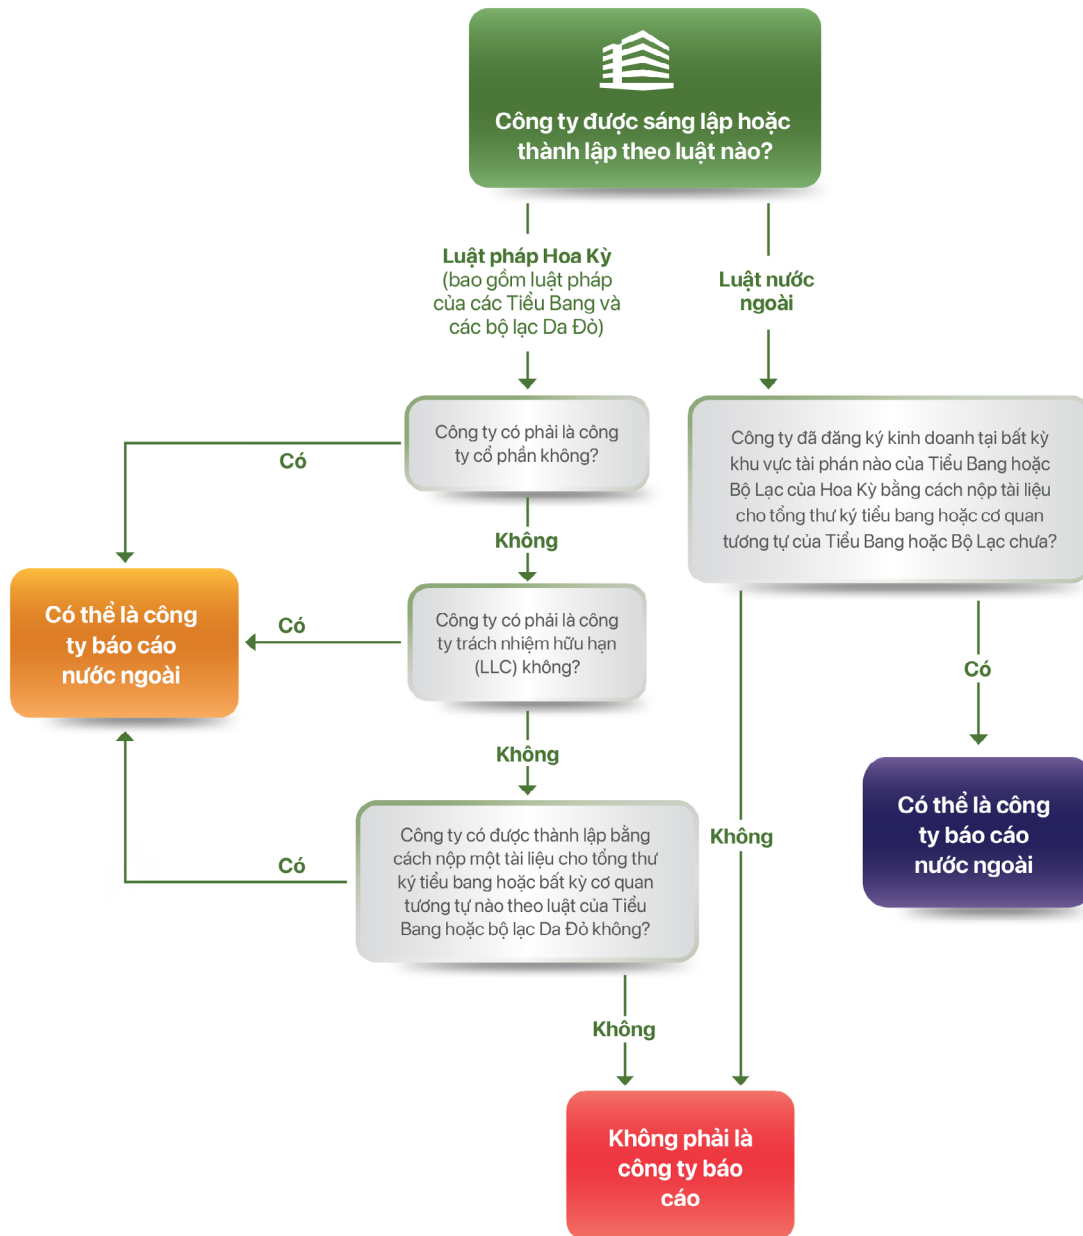 Công ty được sáng lập hoặc
thành lập theo luật nào?
Luật pháp Hoa Kỳ
(bao gồm luật pháp
của các Tiểu Bang và
các bộ lạc Da Đỏ)
Luật nước
ngoài
Công ty có phải là công
ty cổ phần không?
Công ty đã đăng ký kinh doanh tại bất kỳ
khu vực tài phán nào của Tiểu Bang hoặc
Bộ Lạc của Hoa Kỳ bằng cách nộp tài liệu
cho tổng thư ký tiểu bang hoặc cơ quan
tương tự của Tiểu Bang hoặc Bộ Lạc chưa?
Có
Không
Có thể là công
ty báo cáo
nước ngoài
Có
Công ty có phải là công
ty trách nhiệm hữu hạn
(LLC) không?
Có
Không
Có thể là công
ty báo cáo
nước ngoài
Công ty có được thành lập bằng
cách nộp một tài liệu cho tổng thư
ký tiểu bang hoặc bất kỳ cơ quan
tương tự nào theo luật của Tiểu
Bang hoặc bộ lạc Da Đỏ không?
Không
Có
Không
Không phải là
công ty báo
cáo